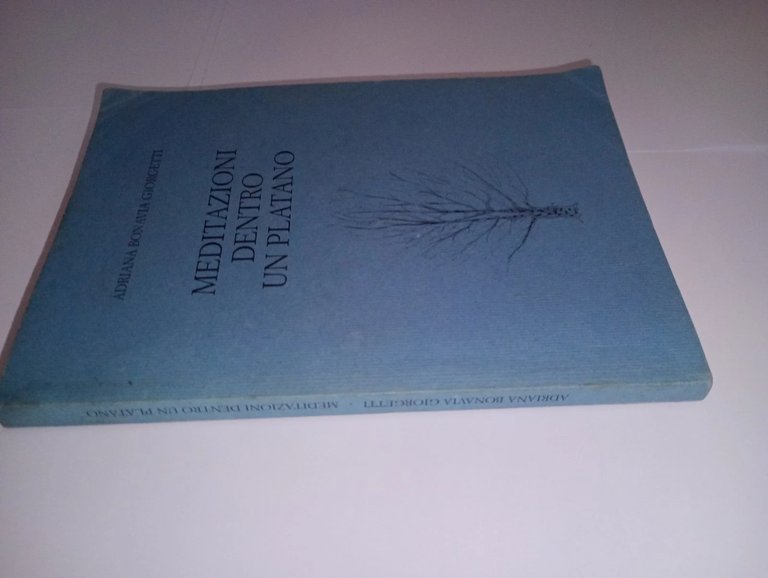 ADRIANA BONAVIA GIORGETTI
MEDITAZIONI
DENTRO
UN PLATANO
ADRIANA BONAVIA GIORGETTI · MEDITAZIONI DENTRO UN PLATANO